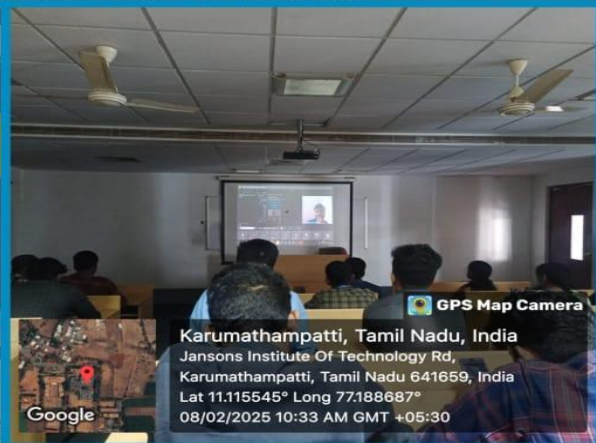 GPS Map Camera
Karumathampatti, Tamil Nadu, India
Jansons Institute Of Technology Rd,
Karumathampatti, Tamil Nadu 641659, India
Lat 11.115545° Long 77.188687°
08/02/2025 10:33 AM GMT +05:30
Google